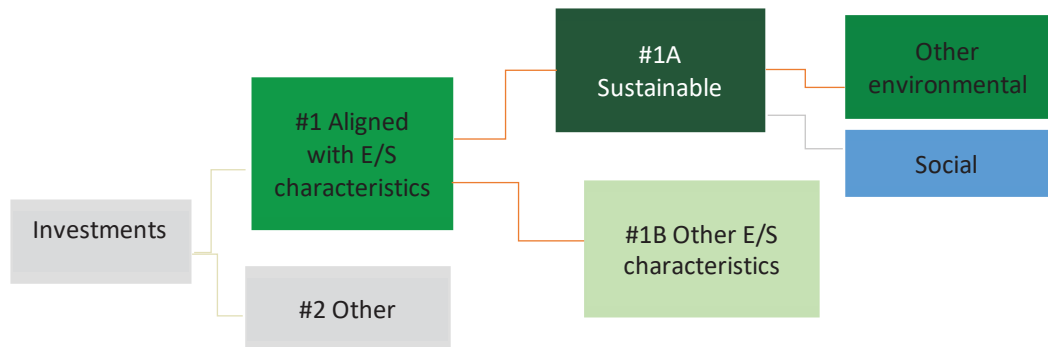 Investments
#1 Aligned
with E/S
characteristics
#2 Other
#1A
Sustainable
#1B Other E/S
characteristics
Other
environmental
Social